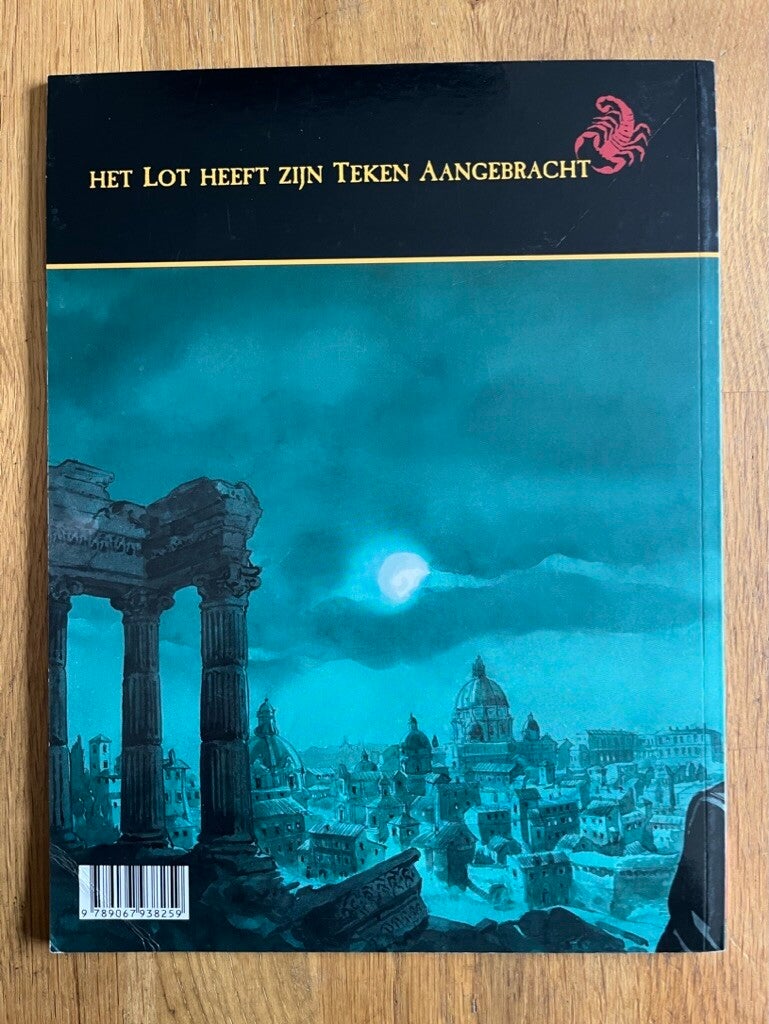 HET LOT HEEFT ZIJN TEKEN AANGEBRACHT
9 789067 938259